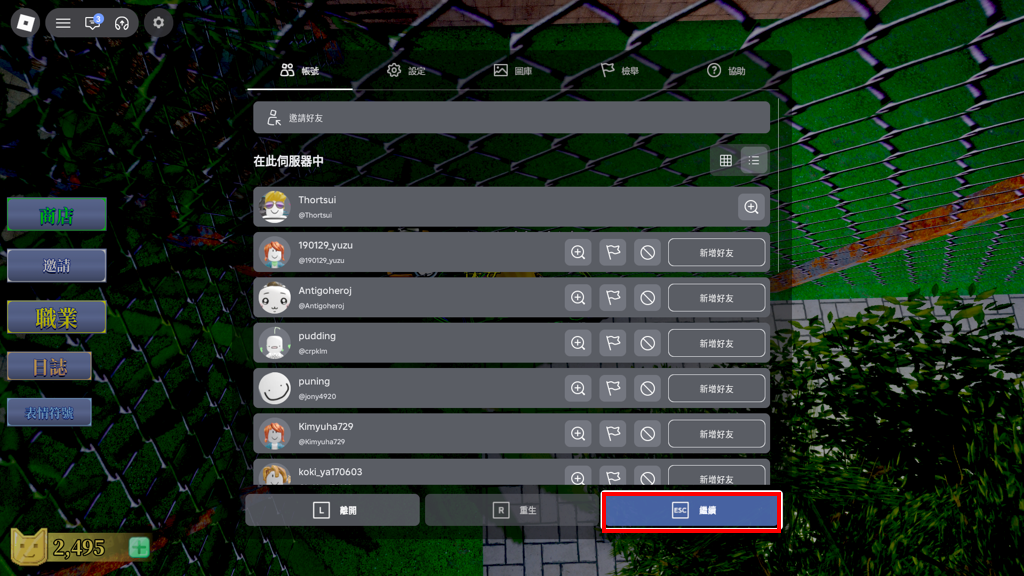 3
帳號
設定
圖庫
檢舉
協助
邀請好友
在此伺服器中
Thortsui
@Thortsui
190129_yuzu
@190129_yuzu
新增好友
Antigoheroj
@Antigoheroj
新增好友
pudding
@crpklm
新增好友
puning
@jony4920
新增好友
Kimyuha729
@Kimyuha729
新增好友
koki_ya170603
新增好友
L 離開
R 重生
ESC 繼續
商店
邀請
職業
日誌
表情符號
2,495